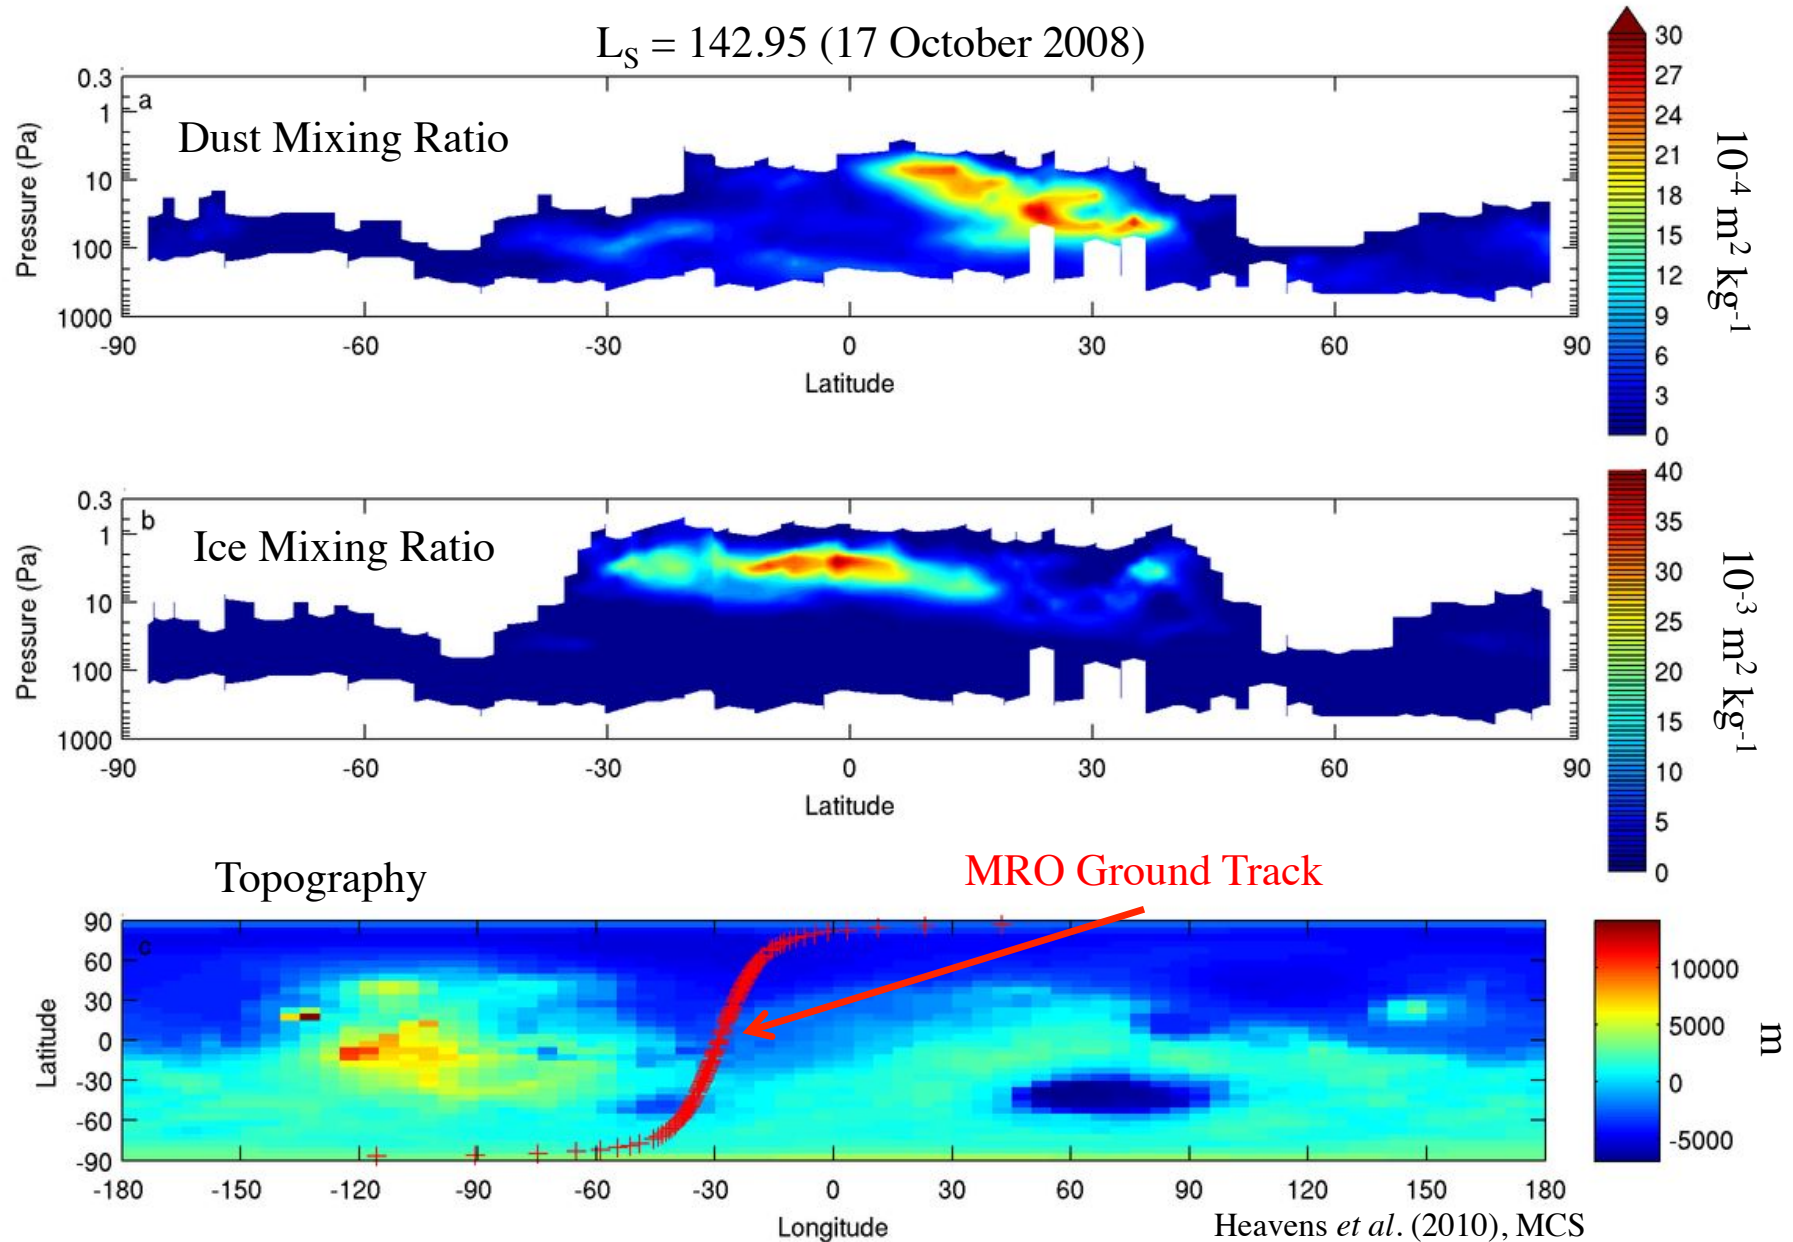 L_S = 142.95 (17 October 2008)
a
Dust Mixing Ratio
Pressure (Pa)
0.3
1
10
100
1000
-90 -60 -30 0 30 60 90
Latitude
30
27
24
21
18
15
12
9
6
3
0
10^-4 m^2 kg^-1
b
Ice Mixing Ratio
Pressure (Pa)
0.3
1
10
100
1000
-90 -60 -30 0 30 60 90
Latitude
40
35
30
25
20
15
10
5
0
10^-3 m^2 kg^-1
Topography
MRO Ground Track
c
Latitude
90
60
30
0
-30
-60
-90
-180 -150 -120 -90 -60 -30 0 30 60 90 120 150 180
Longitude
10000
5000
0
-5000
m
Heavens et al. (2010), MCS